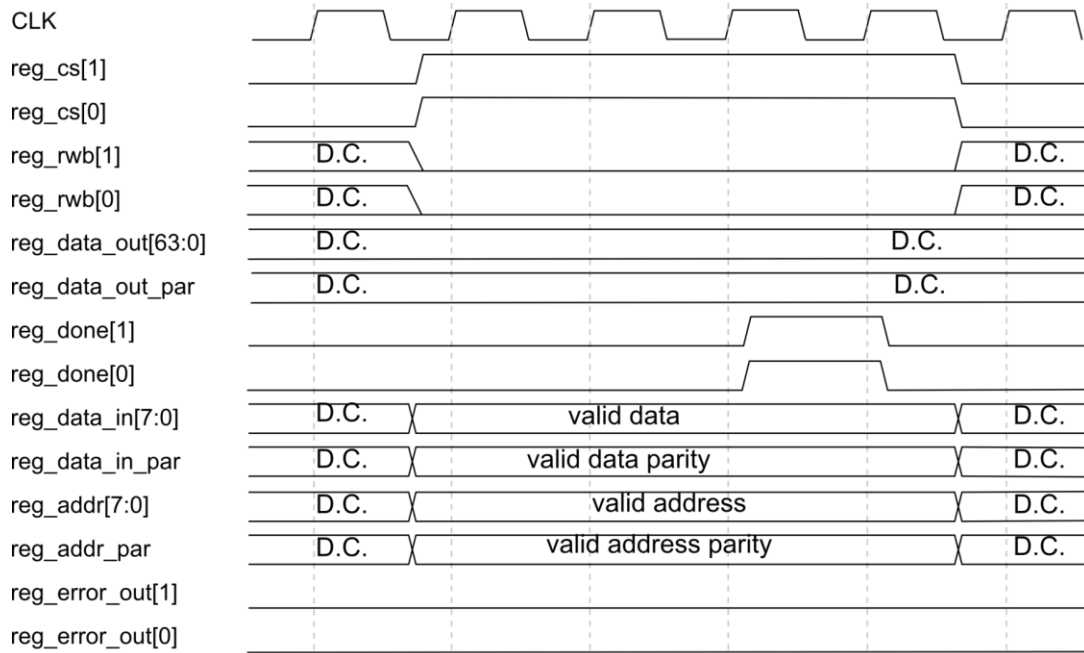 CLK
reg_cs[1]
reg_cs[0]
reg_rwb[1] D.C. D.C.
reg_rwb[0] D.C. D.C.
reg_data_out[63:0] D.C. D.C.
reg_data_out_par D.C. D.C.
reg_done[1]
reg_done[0]
reg_data_in[7:0] D.C. valid data D.C.
reg_data_in_par D.C. valid data parity D.C.
reg_addr[7:0] D.C. valid address D.C.
reg_addr_par D.C. valid address parity D.C.
reg_error_out[1]
reg_error_out[0]